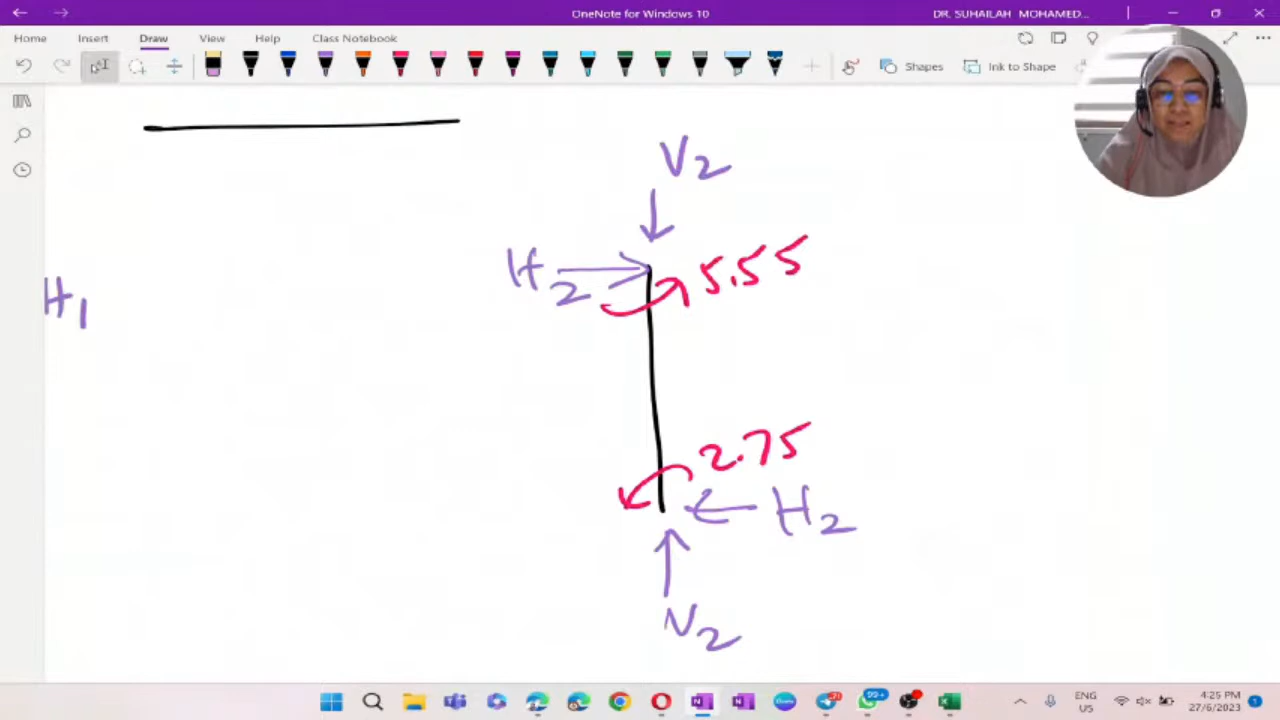 OneNote for Windows 10
DR. SUHAILAH MOHAMED...
Home Insert Draw View Help Class Notebook
Shapes Ink to Shape
V2
H2
5.55
H1
2.75
H2
V2
99+
ENG
US
4:25 PM
27/6/2023